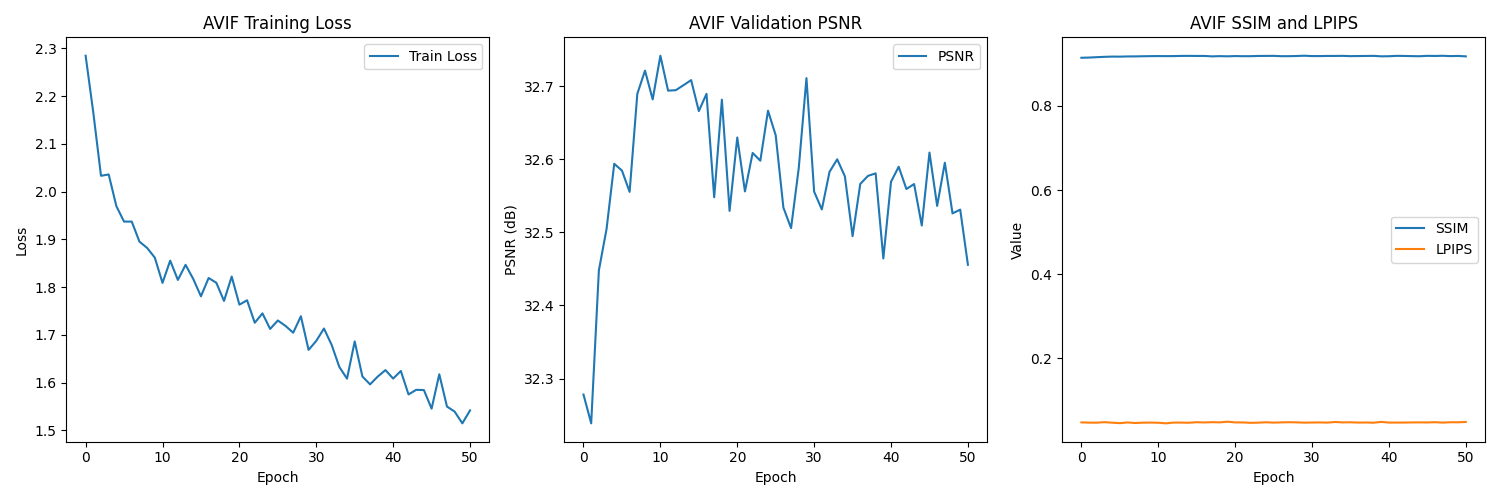 AVIF Training Loss
Train Loss
2.3
2.2
2.1
2.0
1.9
1.8
1.7
1.6
1.5
Loss
0 10 20 30 40 50
Epoch
AVIF Validation PSNR
PSNR
32.7
32.6
32.5
32.4
32.3
PSNR (dB)
0 10 20 30 40 50
Epoch
AVIF SSIM and LPIPS
0.8
0.6
0.4
0.2
Value
SSIM
LPIPS
0 10 20 30 40 50
Epoch